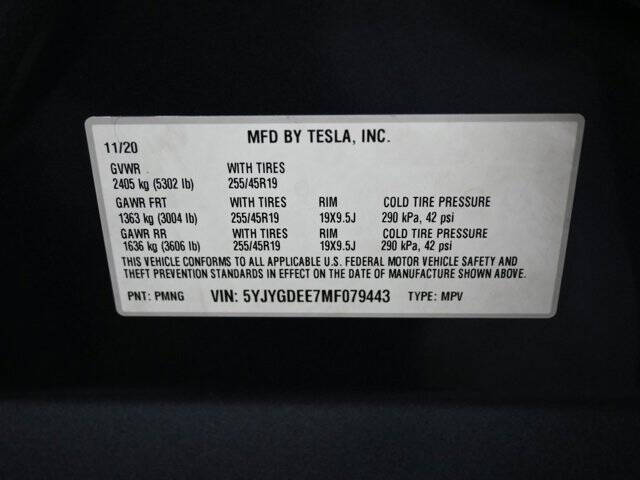 11/20 MFD BY TESLA, INC.
GVWR WITH TIRES
2405 kg (5302 lb) 255/45R19
GAWR FRT WITH TIRES RIM COLD TIRE PRESSURE
1363 kg (3004 lb) 255/45R19 19X9.5J 290 kPa, 42 psi
GAWR RR WITH TIRES RIM COLD TIRE PRESSURE
1636 kg (3606 lb) 255/45R19 19X9.5J 290 kPa, 42 psi
THIS VEHICLE CONFORMS TO ALL APPLICABLE U.S. FEDERAL MOTOR VEHICLE SAFETY AND
THEFT PREVENTION STANDARDS IN EFFECT ON THE DATE OF MANUFACTURE SHOWN ABOVE.
PNT: PMNG VIN: 5YJYGDEE7MF079443 TYPE: MPV